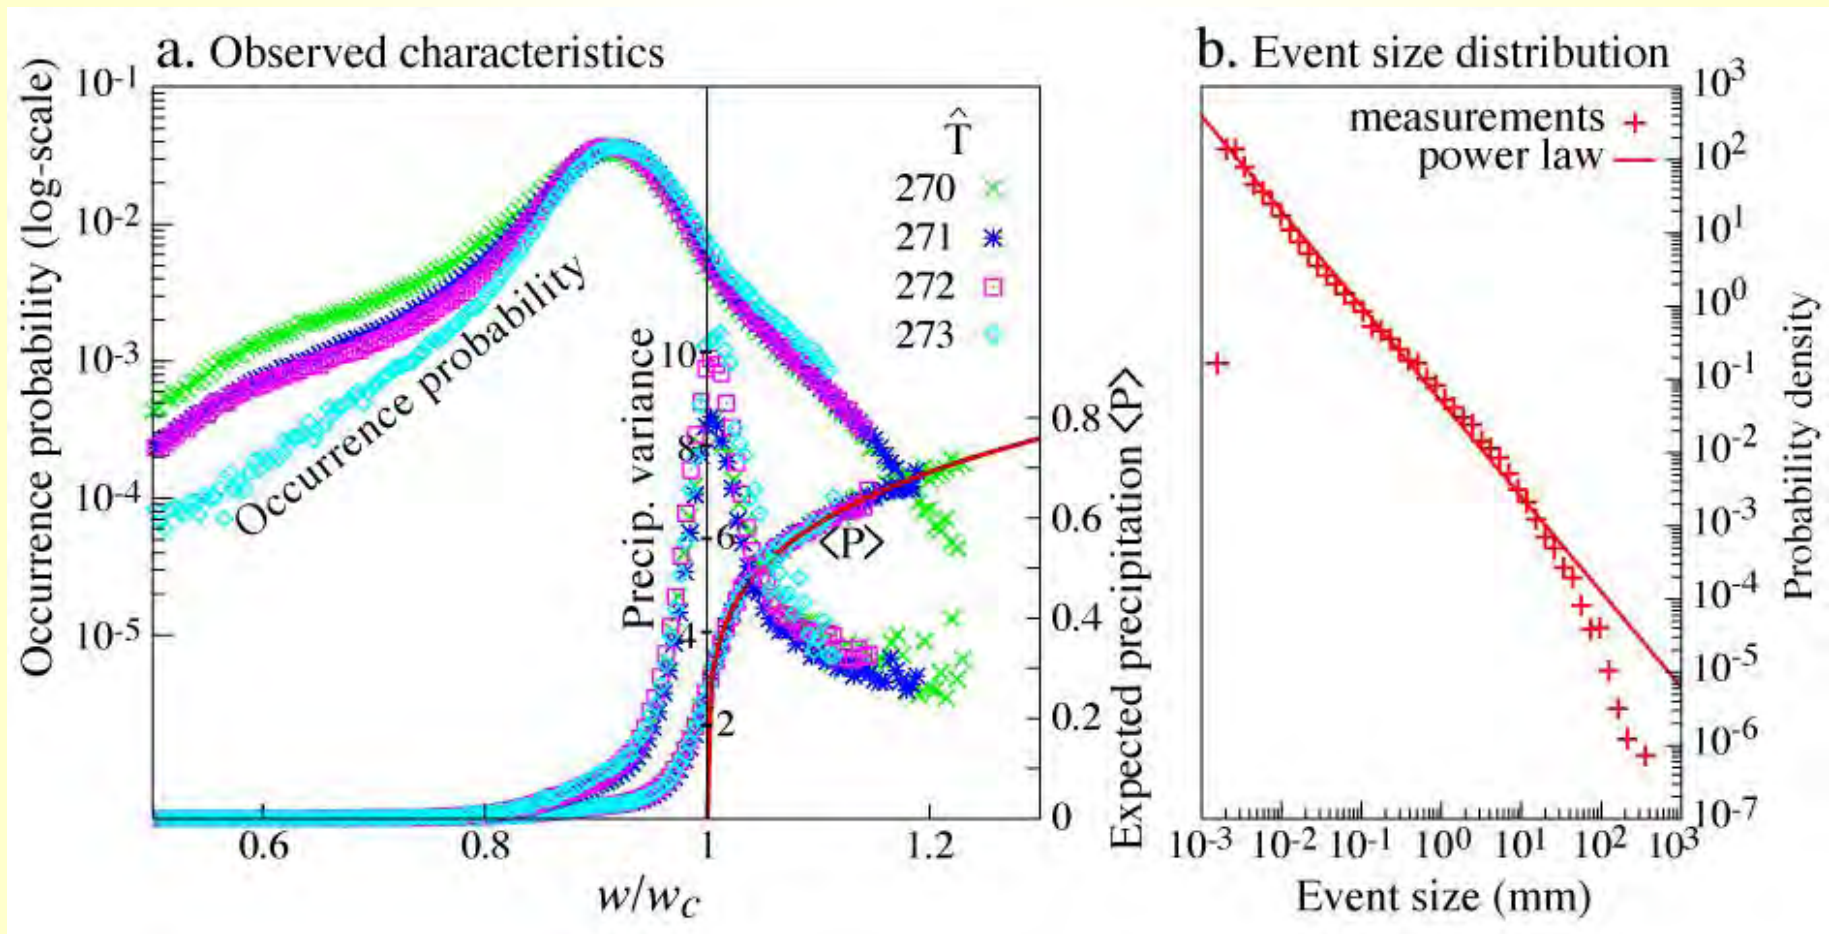 a. Observed characteristics
Occurrence probability (log-scale)
10-1
10-2
10-3
10-4
10-5
T̂
270
271
272
273
Occurrence probability
Precip. variance
10
8
6
4
2
⟨P⟩
0.8
0.6
0.4
0.2
0
Expected precipitation ⟨P⟩
0.6 0.8 1 1.2
w/wc
b. Event size distribution
measurements
power law
103
102
101
100
10-1
10-2
10-3
10-4
10-5
10-6
10-7
Probability density
10-3 10-2 10-1 100 101 102 103
Event size (mm)